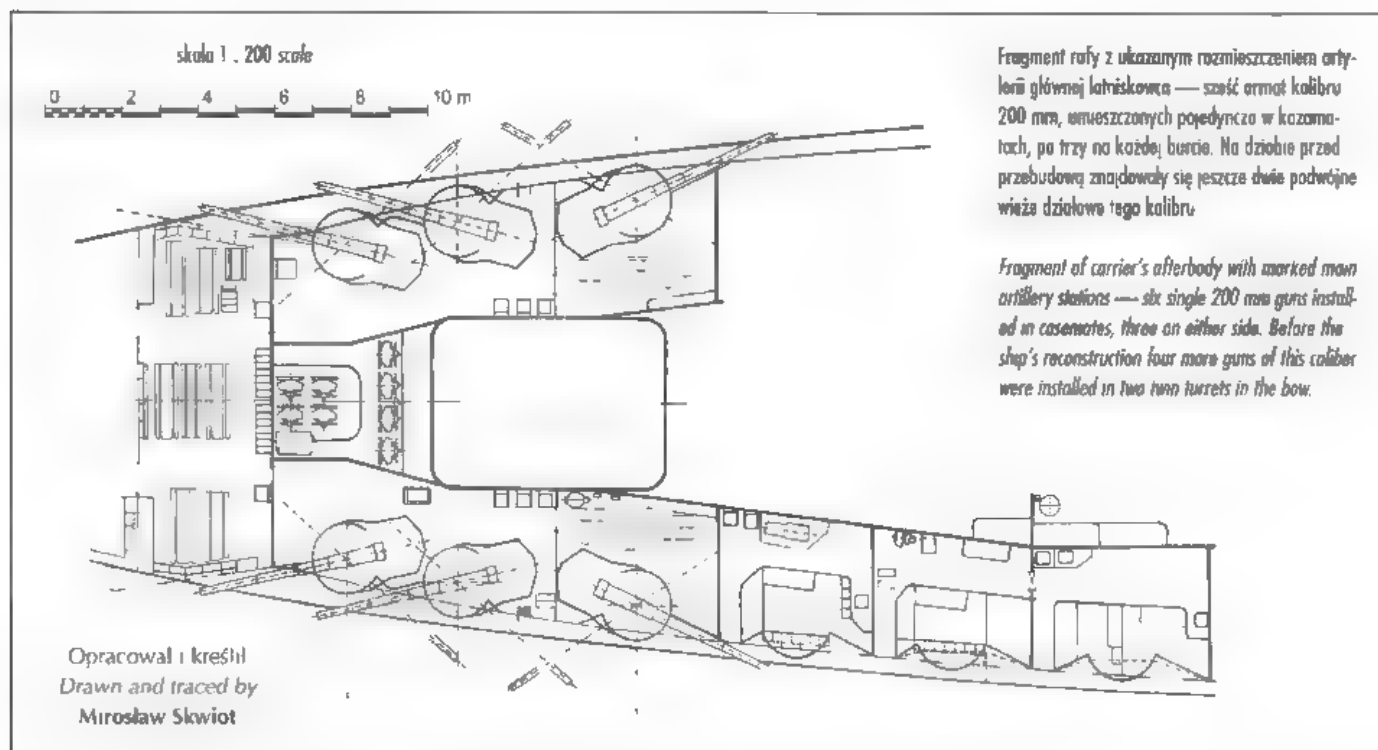 skala 1 . 200 scale
0 2 4 6 8 10 m
Fragment rufy z ukazanym rozmieszczeniem arty-
lerii głównej lotniskowca — sześć armat kalibru
200 mm, umieszczonych pojedynczo w kazama-
tach, po trzy na każdej burcie. Na dziobie przed
przebudową znajdowały się jeszcze dwie podwójne
wieże działowe tego kalibru
Fragment of carrier's afterbody with marked main
artillery stations — six single 200 mm guns install-
ed in casemates, three on either side. Before the
ship's reconstruction four more guns of this caliber
were installed in two twin turrets in the bow.
Opracował i kreślił
Drawn and traced by
Mirosław Skwiot